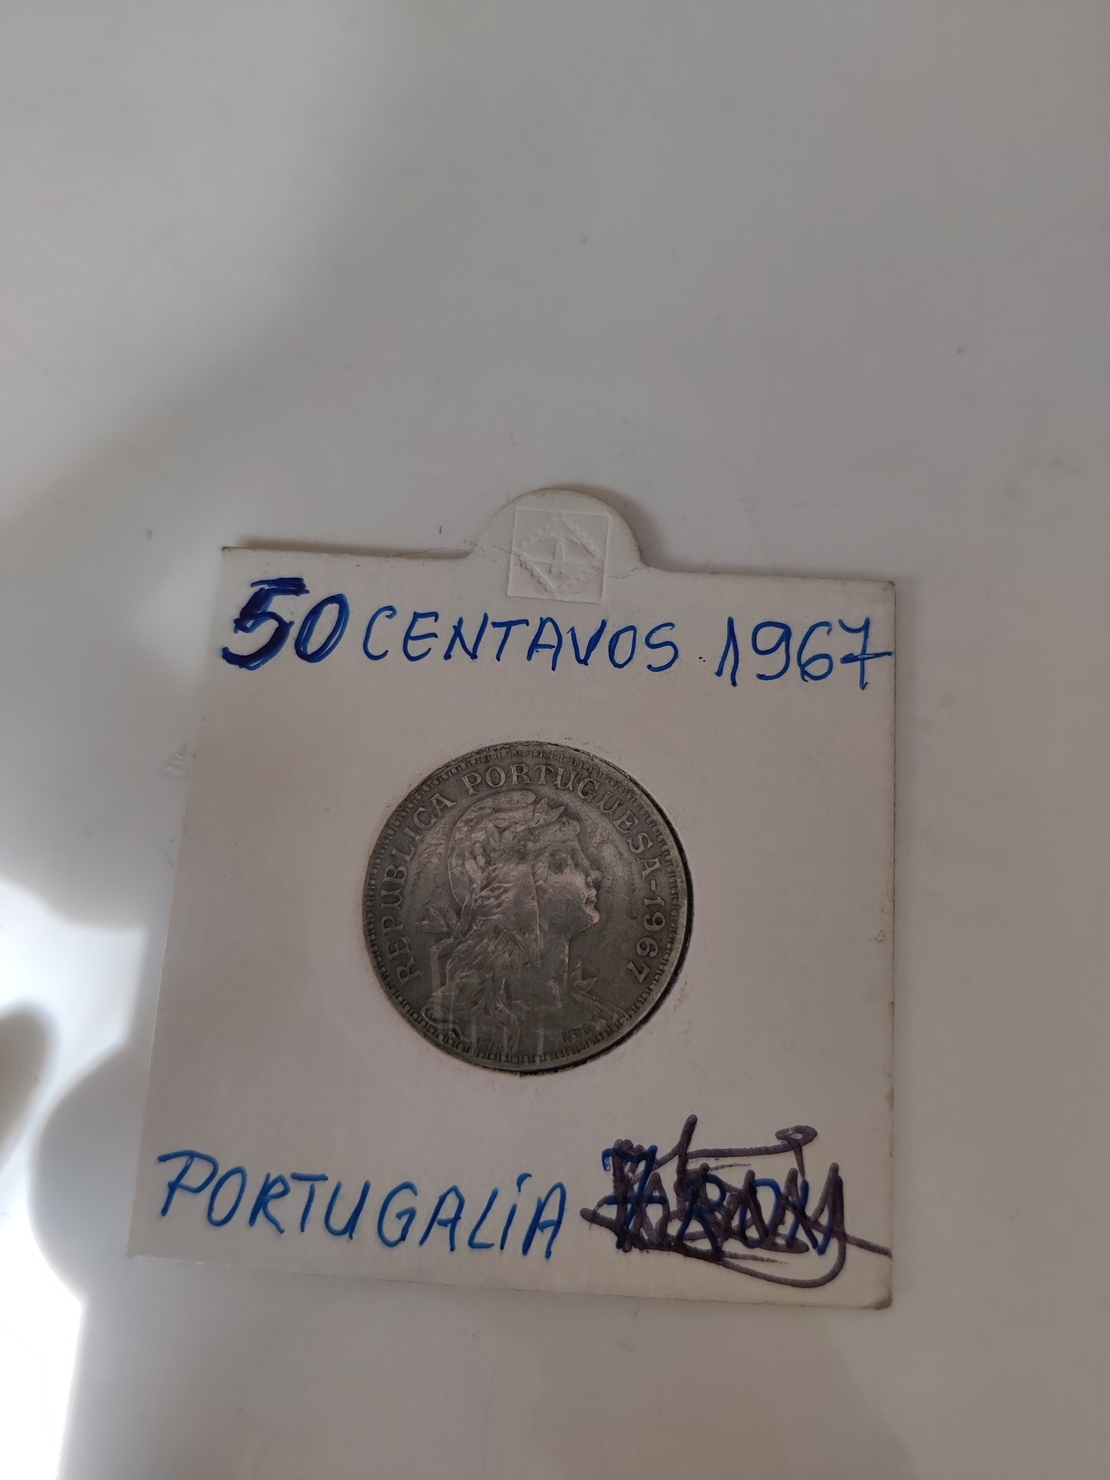 50 CENTAVOS 1967
REPUBLICA PORTUGUESA-1967
PORTUGALiA